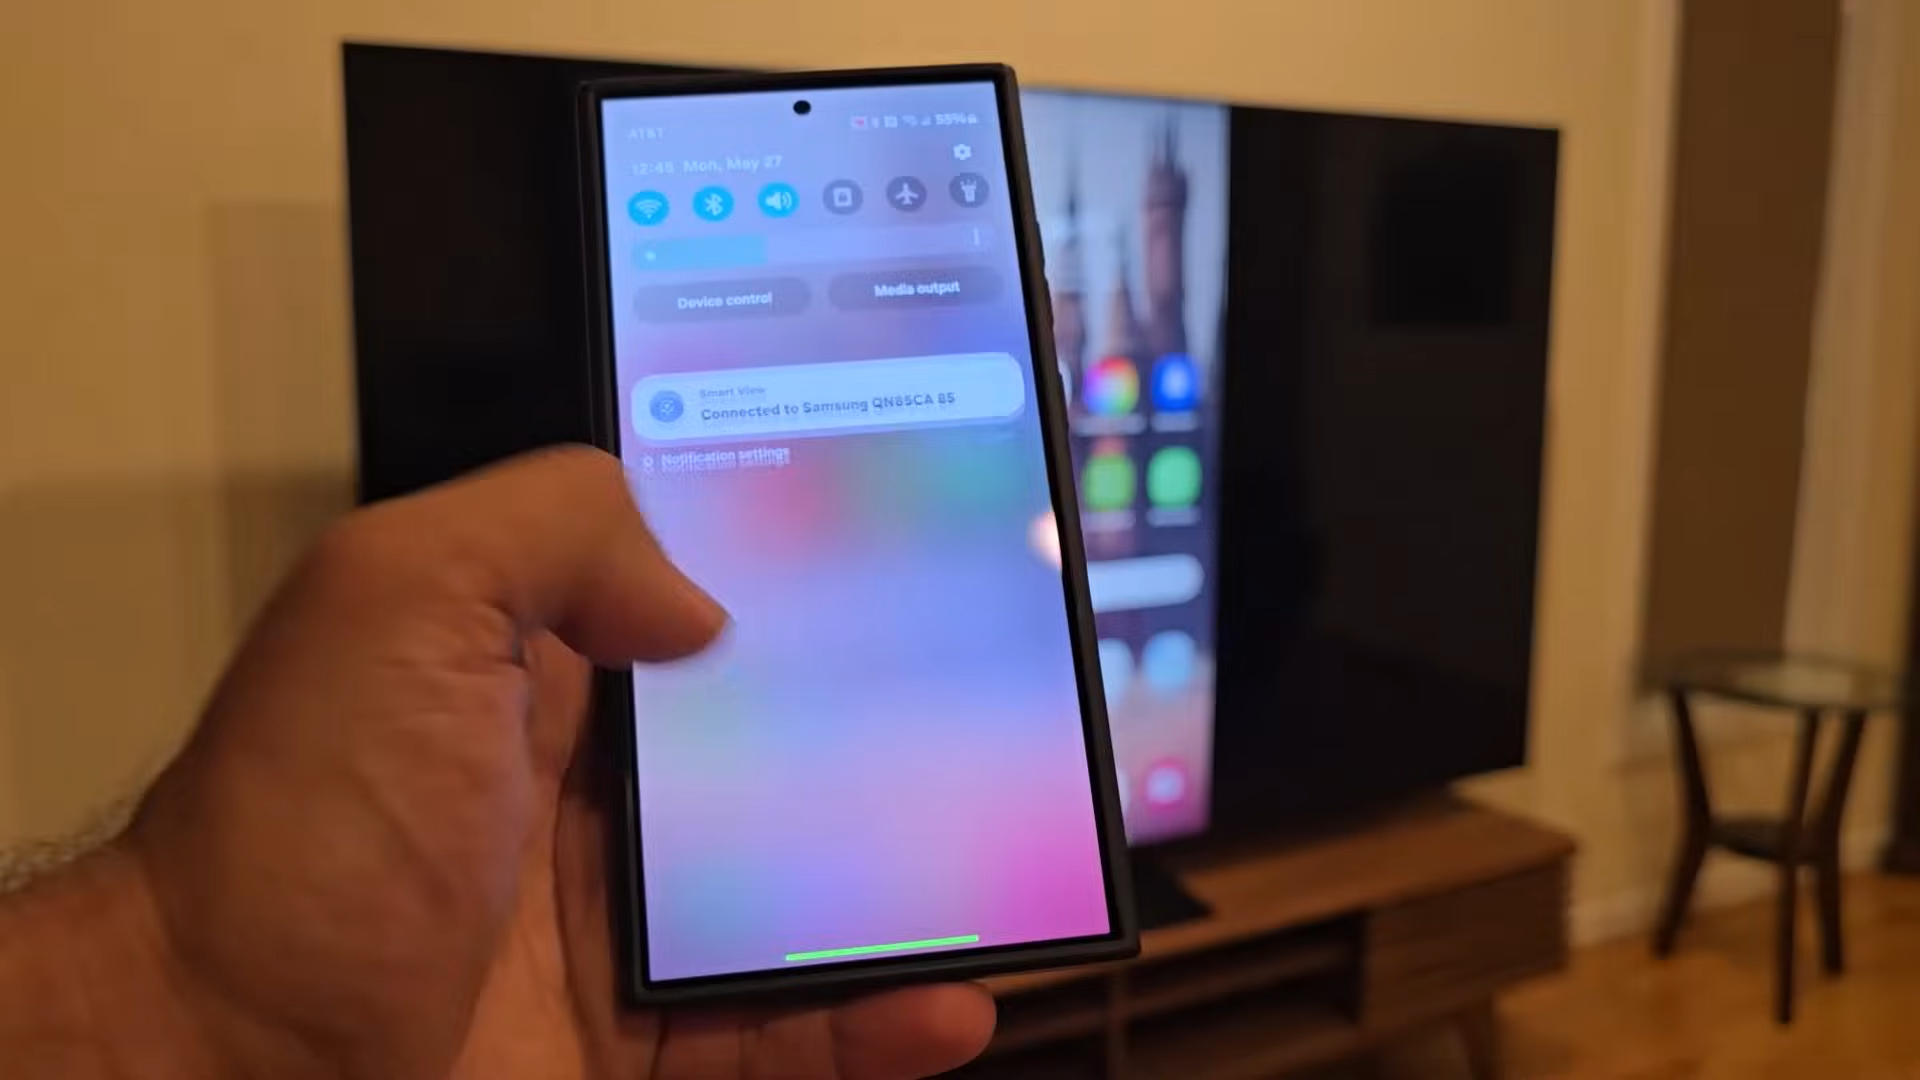 AT&T
55%
12:45 Mon, May 27
Device control
Media output
Smart View
Connected to Samsung QN85CA 85
Notification settings